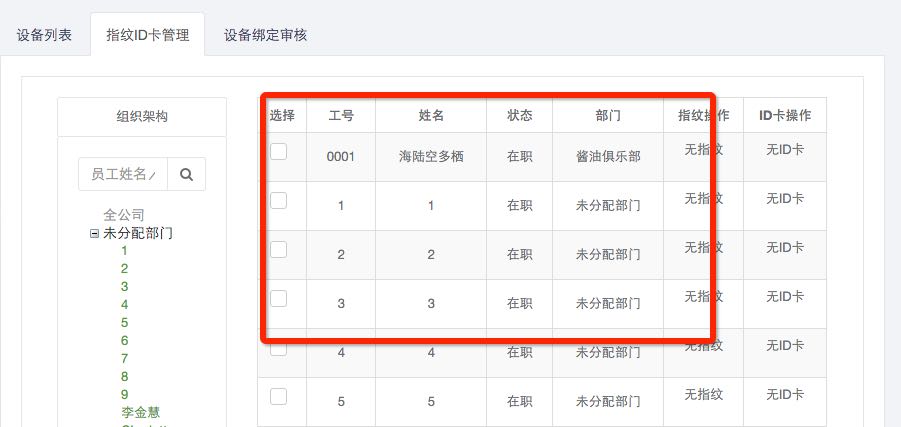 设备列表 指纹ID卡管理 设备绑定审核
组织架构
员工姓名
全公司
未分配部门
1
2
3
4
5
6
7
8
9
李金慧
选择 工号 姓名 状态 部门 指纹操作 ID卡操作
0001 海陆空多栖 在职 酱油俱乐部 无指纹 无ID卡
1 1 在职 未分配部门 无指纹 无ID卡
2 2 在职 未分配部门 无指纹 无ID卡
3 3 在职 未分配部门 无指纹 无ID卡
4 4 在职 未分配部门 无指纹 无ID卡
5 5 在职 未分配部门 无指纹 无ID卡